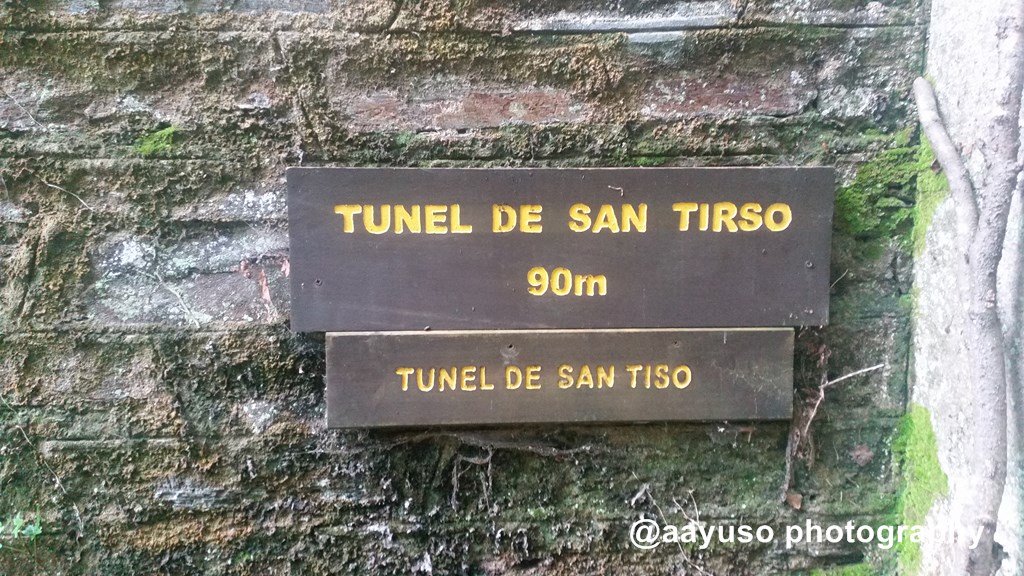 TUNEL DE SAN TIRSO
90m
TUNEL DE SAN TISO
@aayuso photography